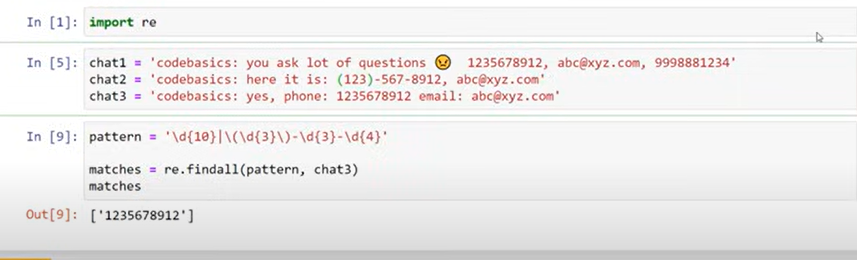 In [1]: import re
In [5]: chat1 = 'codebasics: you ask lot of questions 😠  1235678912, abc@xyz.com, 9998881234'
chat2 = 'codebasics: here it is: (123)-567-8912, abc@xyz.com'
chat3 = 'codebasics: yes, phone: 1235678912 email: abc@xyz.com'
In [9]: pattern = '\d{10}|\(\d{3}\)-\d{3}-\d{4}'
matches = re.findall(pattern, chat3)
matches
Out[9]: ['1235678912']